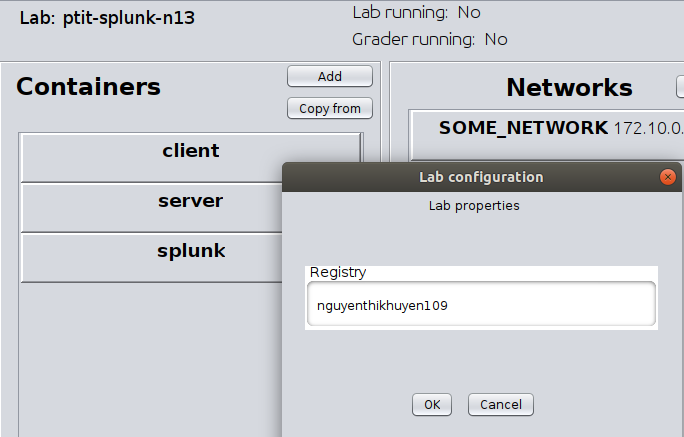 Lab: ptit-splunk-n13
Lab running: No
Grader running: No
Containers
Add
Copy from
client
server
splunk
Networks
SOME_NETWORK 172.10.0.
Lab configuration
Lab properties
Registry
nguyenthikhuyen109
OK
Cancel